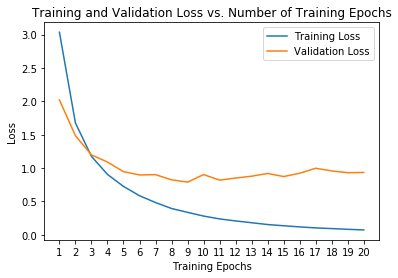 Training and Validation Loss vs. Number of Training Epochs
Training Loss
Validation Loss
3.0
2.5
2.0
1.5
1.0
0.5
0.0
Loss
1 2 3 4 5 6 7 8 9 10 11 12 13 14 15 16 17 18 19 20
Training Epochs